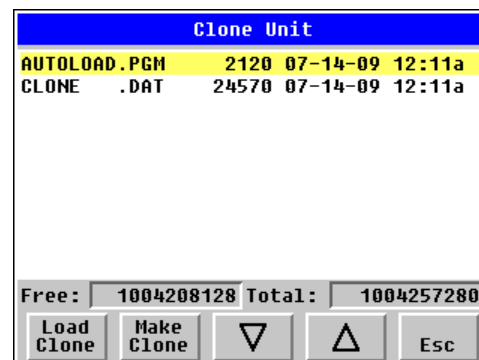 Clone Unit
AUTOLOAD.PGM 2120 07-14-09 12:11a
CLONE .DAT 24570 07-14-09 12:11a
Free: 1004208128 Total: 1004257280
Load Clone Make Clone Esc